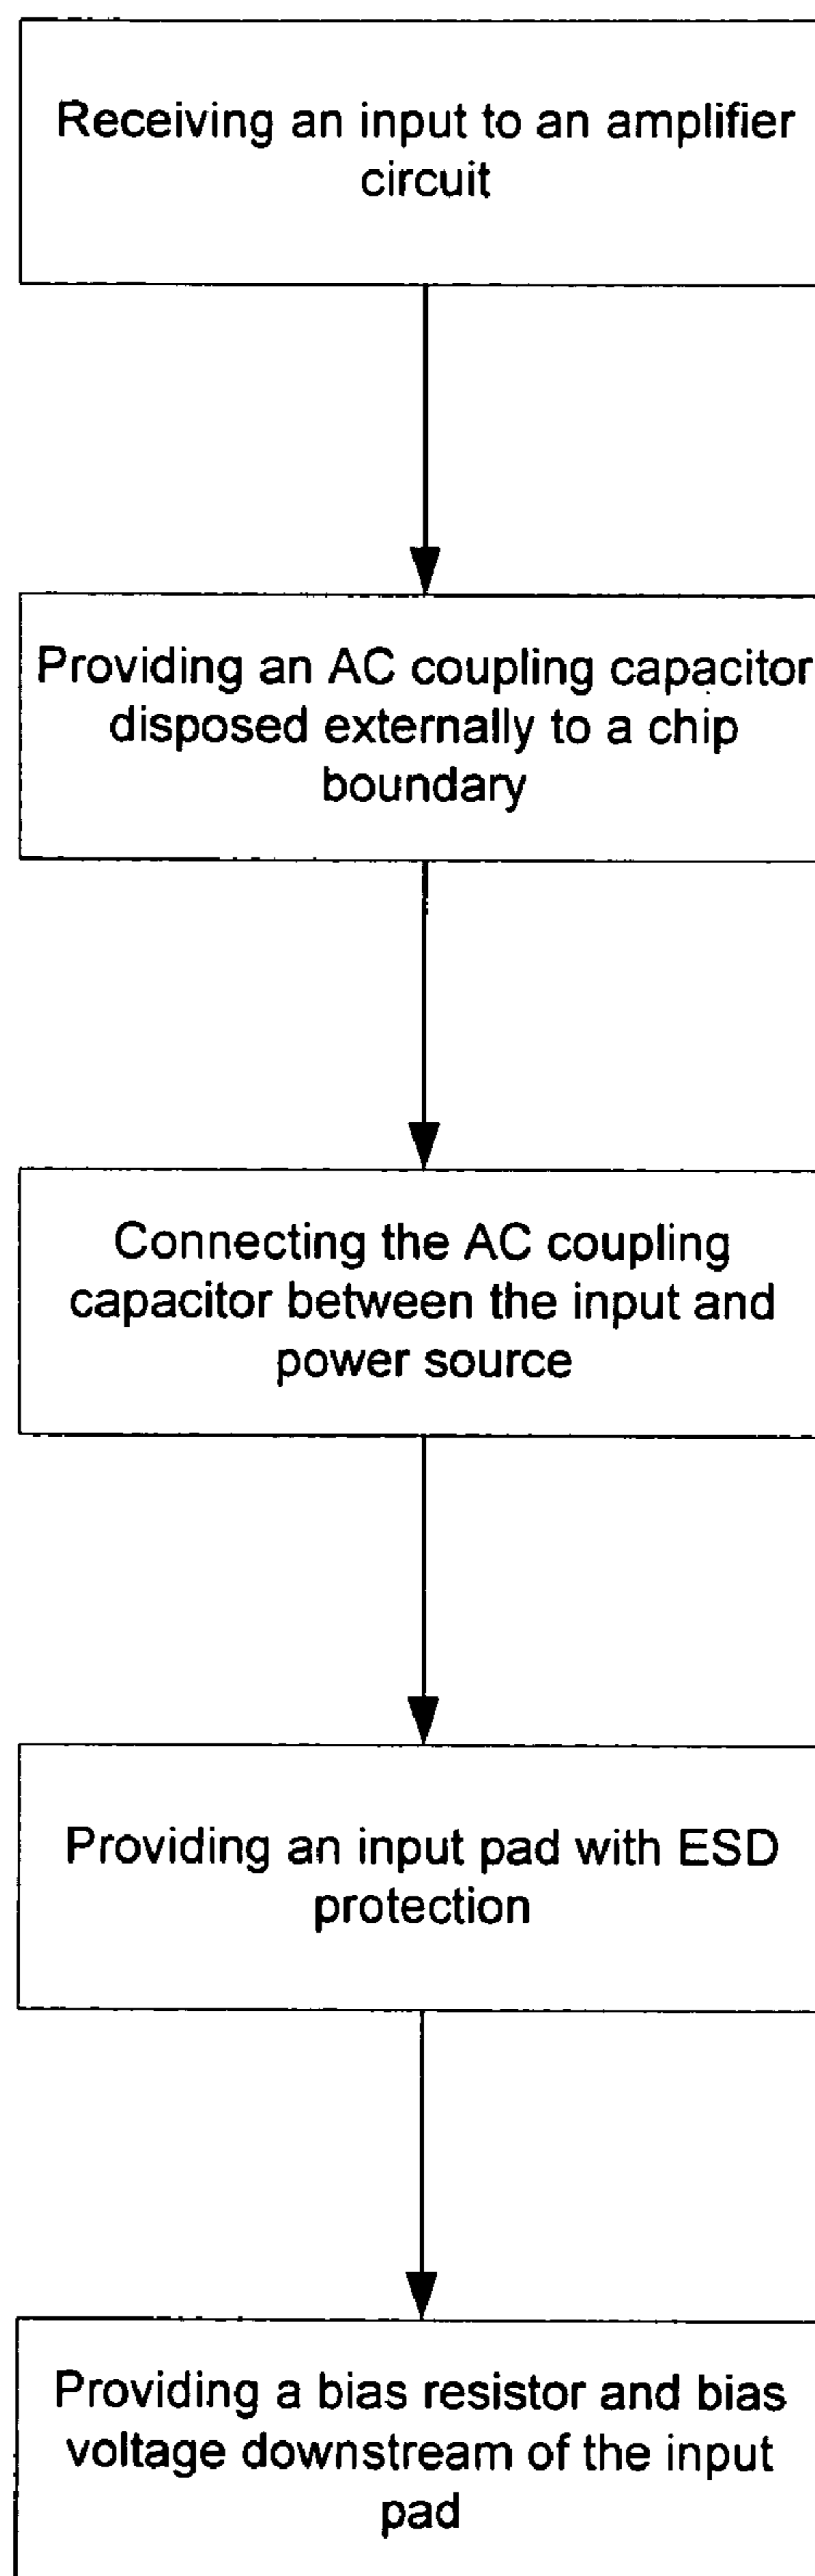 Receiving an input to an amplifier
circuit
Providing an AC coupling capacitor
disposed externally to a chip
boundary
Connecting the AC coupling
capacitor between the input and
power source
Providing an input pad with ESD
protection
Providing a bias resistor and bias
voltage downstream of the input
pad